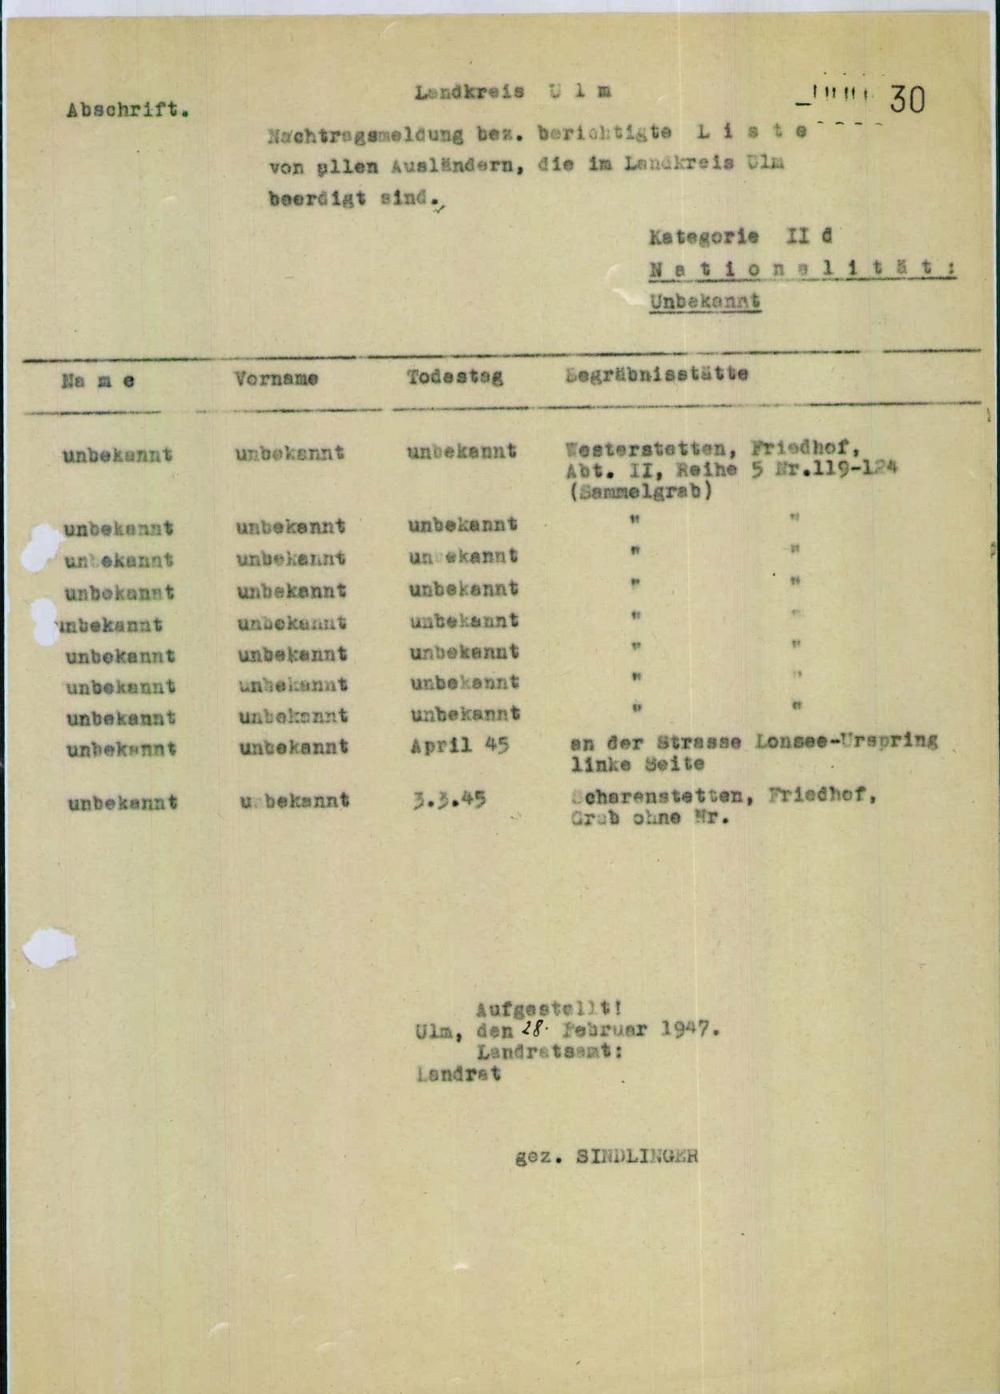 Abschrift.
Landkreis U l m
30
Nachtragsmeldung bez. berichtigte L i s t e
von allen Ausländern, die im Landkreis Ulm
beerdigt sind.
Kategorie II d
N a t i o n a l i t ä t :
Unbekannt
Na m e Vorname Todestag Begräbnisstätte
unbekannt unbekannt unbekannt Westerstetten, Friedhof,
Abt. II, Reihe 5 Nr.119-124
(Sammelgrab)
unbekannt unbekannt unbekannt " "
unbekannt unbekannt unbekannt " "
unbekannt unbekannt unbekannt " "
unbekannt unbekannt unbekannt " "
unbekannt unbekannt unbekannt " "
unbekannt unbekannt unbekannt " "
unbekannt unbekannt unbekannt " "
unbekannt unbekannt April 45 an der Strasse Lonsee-Urspring
linke Seite
unbekannt unbekannt 3.3.45 Scharenstetten, Friedhof,
Grab ohne Nr.
Aufgestellt!
Ulm, den 28. Februar 1947.
Landratsamt:
Landrat
gez. SINDLINGER